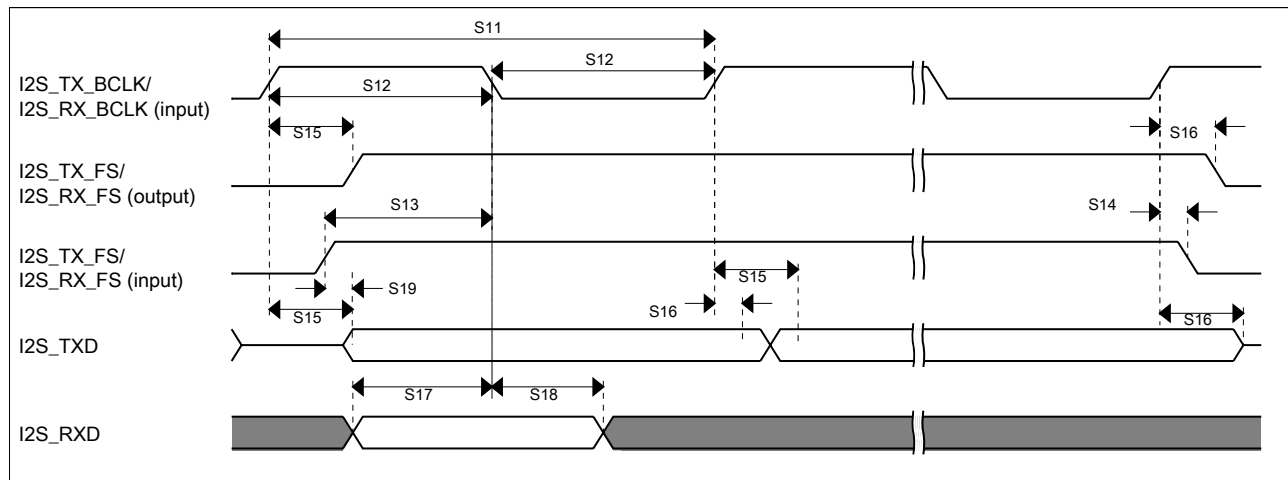 S11
S12
I2S_TX_BCLK/
I2S_RX_BCLK (input)
S12
S15
S16
I2S_TX_FS/
I2S_RX_FS (output)
S13
S14
I2S_TX_FS/
I2S_RX_FS (input)
S15
S19
S15
S16
S16
I2S_TXD
S17
S18
I2S_RXD